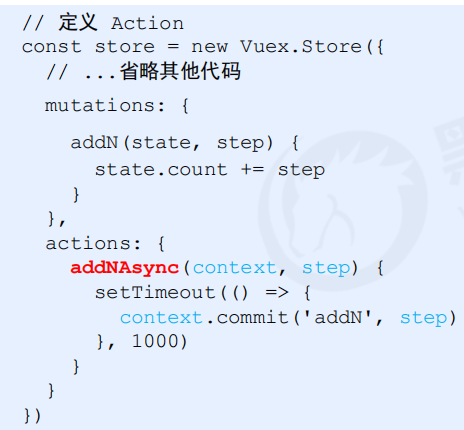 // 定义 Action
const store = new Vuex.Store({
  // ...省略其他代码
  mutations: {
    addN(state, step) {
      state.count += step
    }
  },
  actions: {
    addNAsync(context, step) {
      setTimeout(() => {
        context.commit('addN', step)
      }, 1000)
    }
  }
})